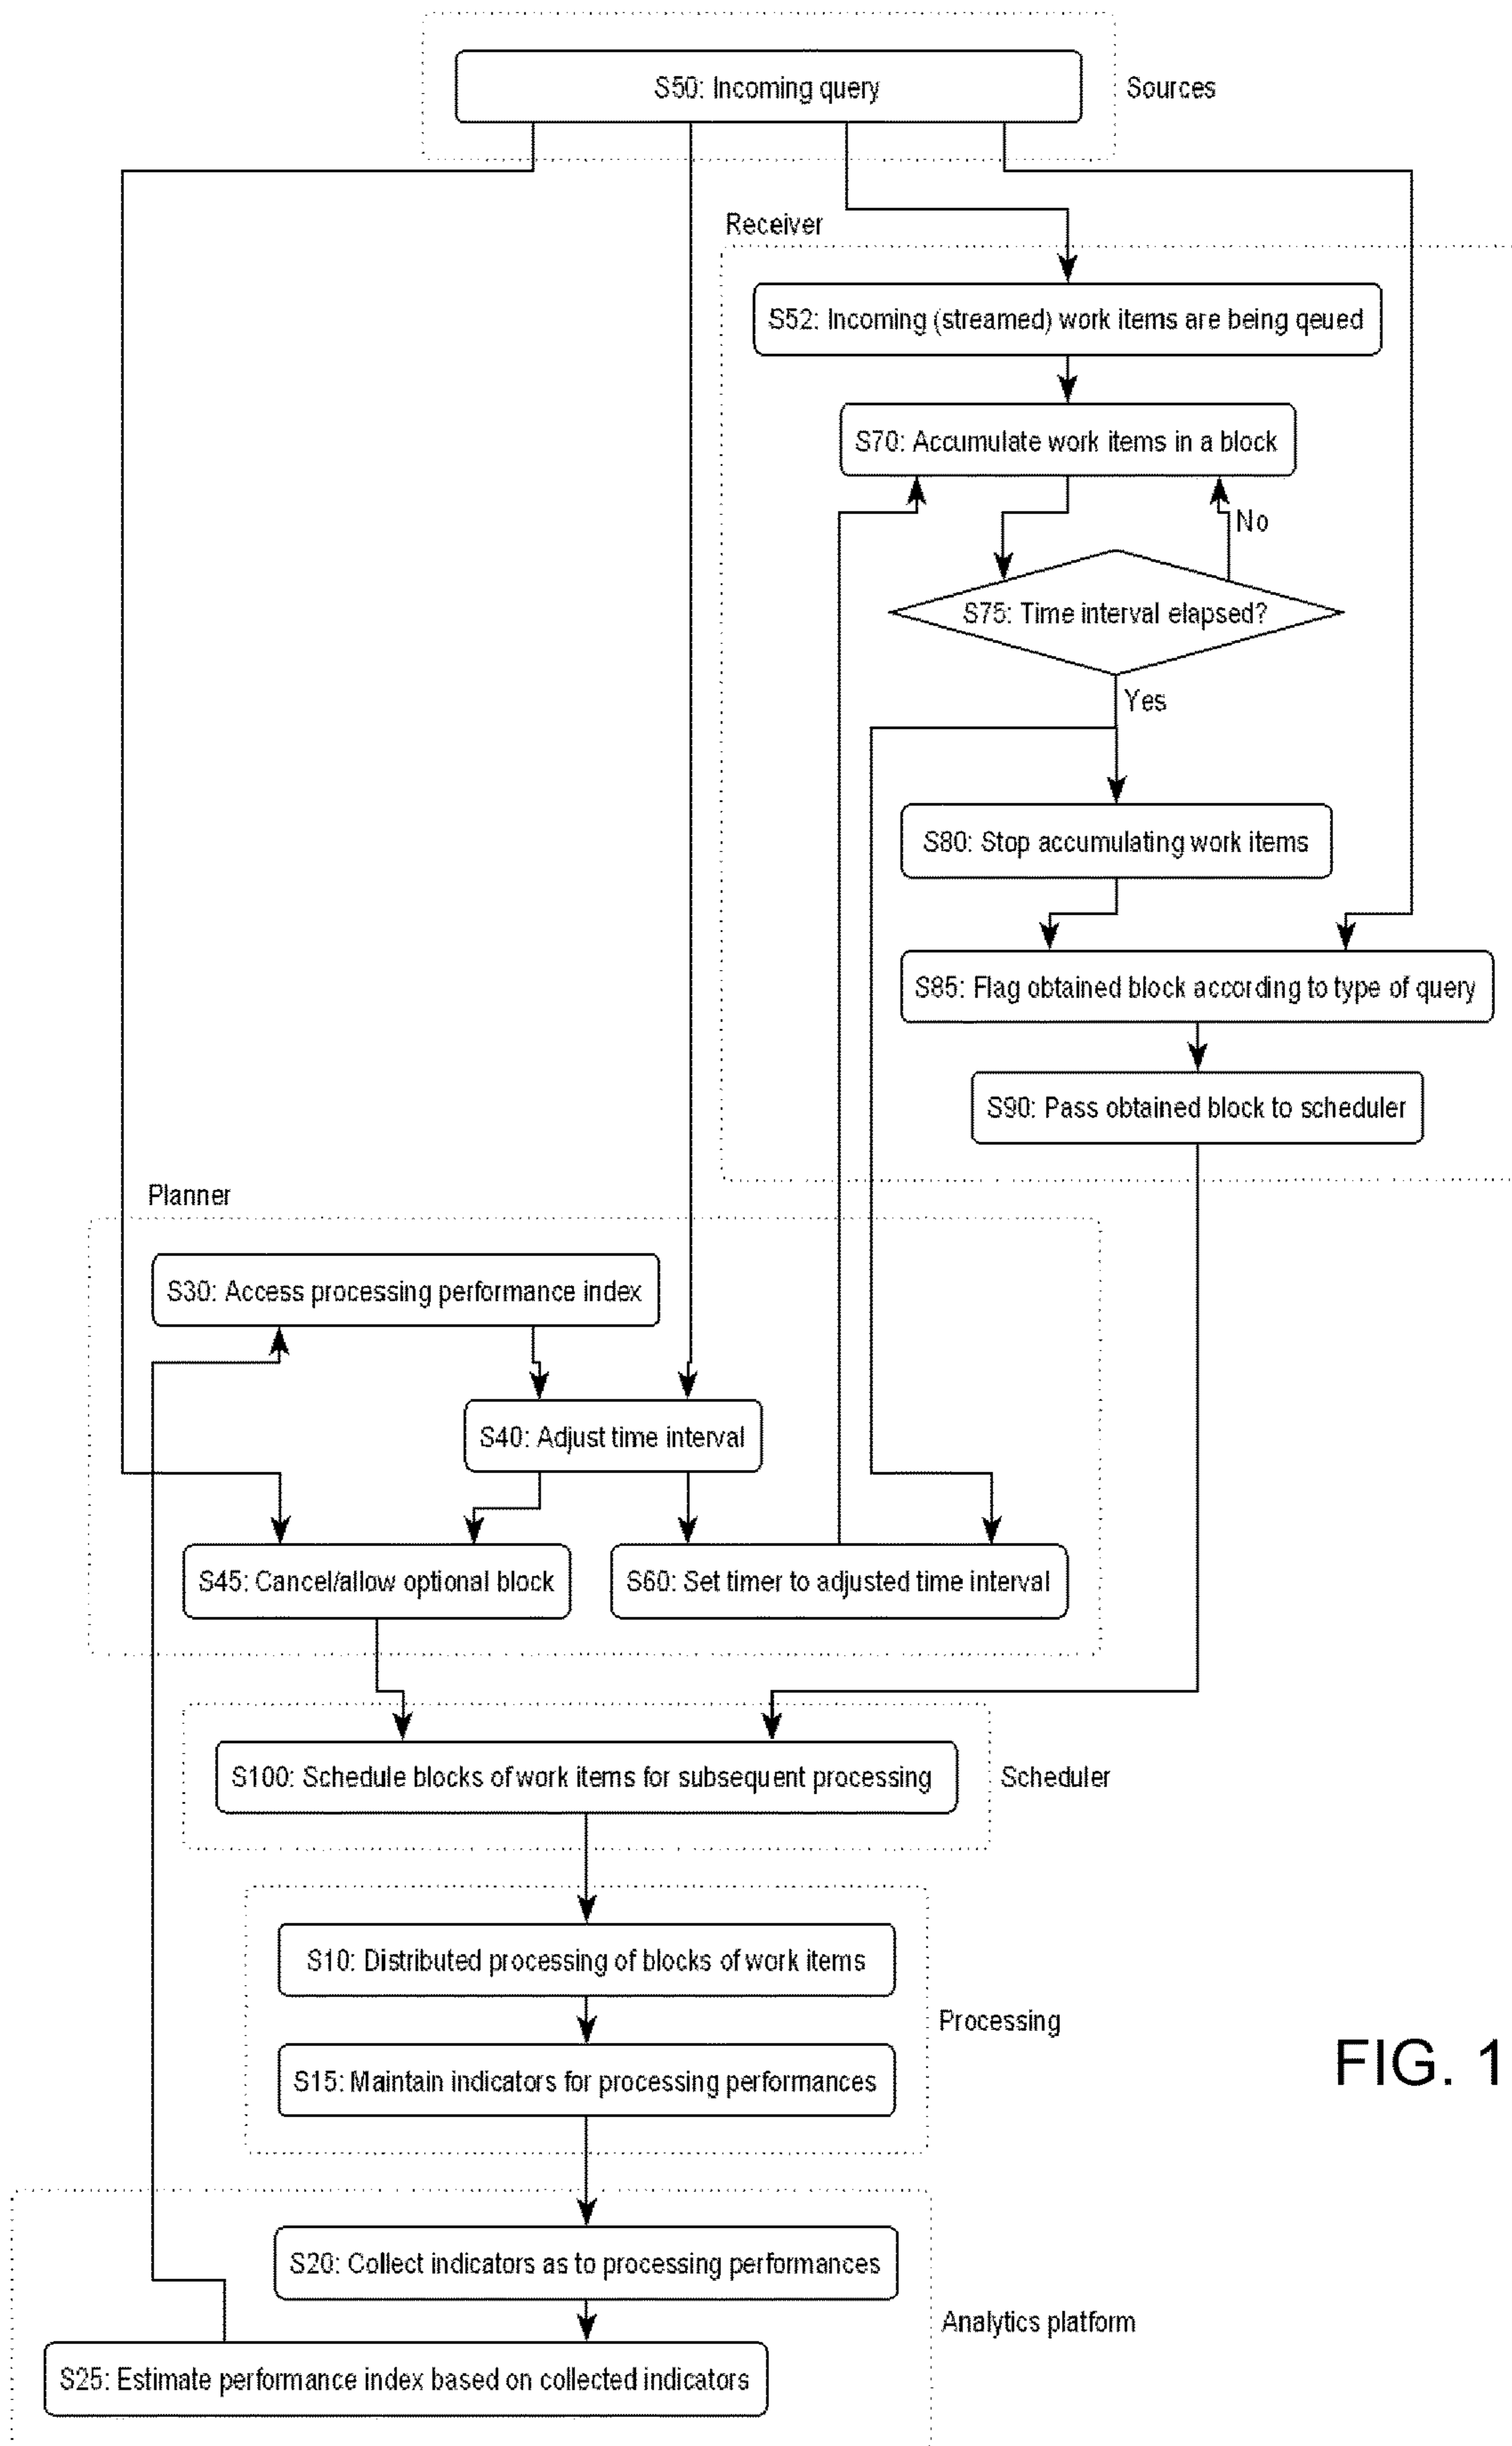 S50: Incoming query
Sources
Receiver
S52: Incoming (streamed) work items are being qeued
S70: Accumulate work items in a block
No
S75: Time interval elapsed?
Yes
S80: Stop accumulating work items
S85: Flag obtained block according to type of query
S90: Pass obtained block to scheduler
Planner
S30: Access processing performance index
S40: Adjust time interval
S45: Cancel/allow optional block
S60: Set timer to adjusted time interval
S100: Schedule blocks of work items for subsequent processing
Scheduler
S10: Distributed processing of blocks of work items
Processing
S15: Maintain indicators for processing performances
FIG. 1
S20: Collect indicators as to processing performances
Analytics platform
S25: Estimate performance index based on collected indicators